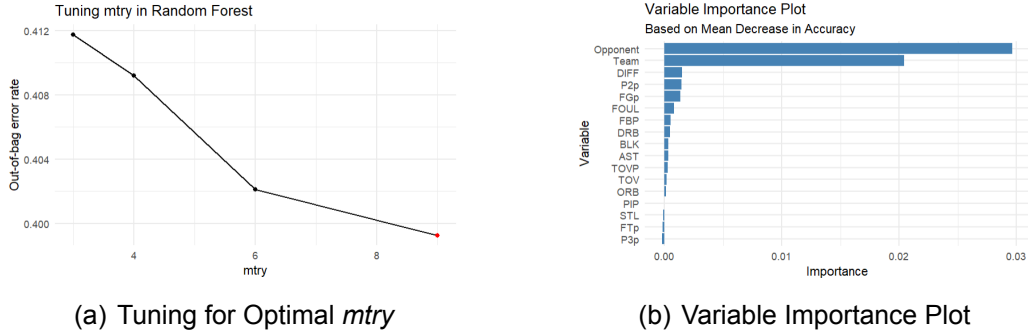 Tuning mtry in Random Forest
0.412
0.408
0.404
0.400
Out-of-bag error rate
4
6
8
mtry
(a) Tuning for Optimal mtry
Variable Importance Plot
Based on Mean Decrease in Accuracy
Opponent
Team
DIFF
P2p
FGp
FOUL
FBP
DRB
BLK
AST
TOVP
TOV
ORB
PIP
STL
FTp
P3p
Variable
0.00
0.01
0.02
0.03
Importance
(b) Variable Importance Plot